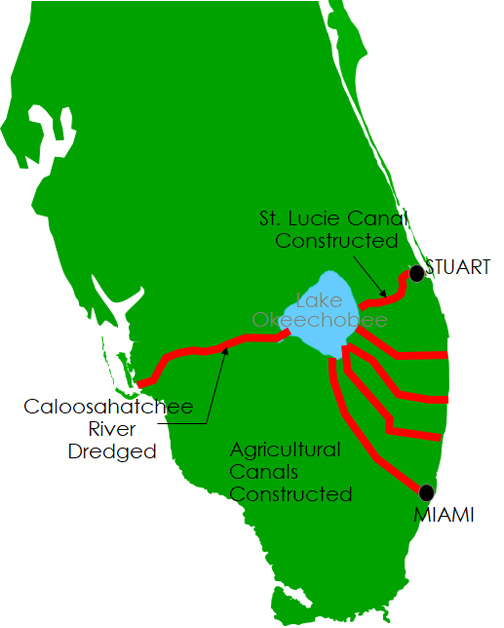 St. Lucie Canal
Constructed
STUART
Lake
Okeechobee
Caloosahatchee
River
Dredged
Agricultural
Canals
Constructed
MIAMI